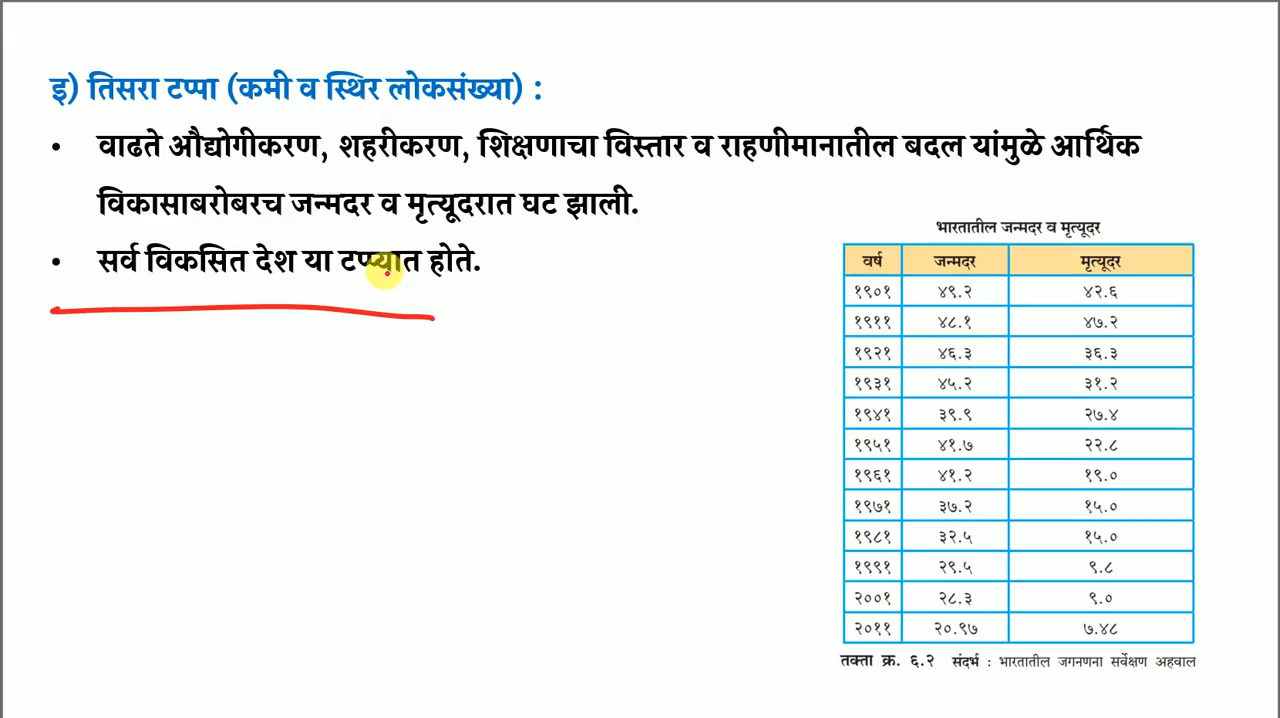 इ) तिसरा टप्पा (कमी व स्थिर लोकसंख्या) :
• वाढते औद्योगीकरण, शहरीकरण, शिक्षणाचा विस्तार व राहणीमानातील बदल यांमुळे आर्थिक
विकासाबरोबरच जन्मदर व मृत्यूदरात घट झाली.
• सर्व विकसित देश या टप्प्यात होते.
भारतातील जन्मदर व मृत्यूदर
वर्ष जन्मदर मृत्यूदर
१९०१ ४९.२ ४२.६
१९११ ४८.१ ४७.२
१९२१ ४६.३ ३६.३
१९३१ ४५.२ ३१.२
१९४१ ३९.९ २७.४
१९५१ ४१.७ २२.८
१९६१ ४१.२ १९.०
१९७१ ३७.२ १५.०
१९८१ ३२.५ १५.०
१९९१ २९.५ ९.८
२००१ २८.३ ९.०
२०११ २०.९७ ७.४८
तक्ता क्र. ६.२ संदर्भ : भारतातील जगनणना सर्वेक्षण अहवाल